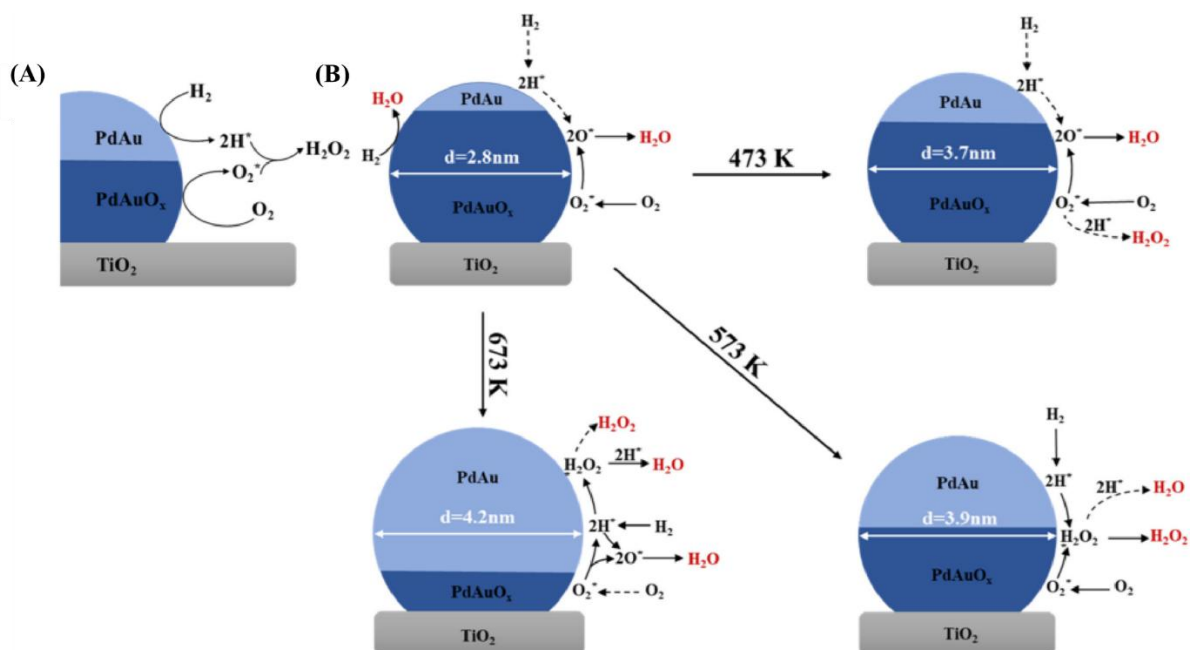 (A)
H₂
PdAu
2H*
H₂O₂
O₂*
PdAuOₓ
O₂
TiO₂
(B)
H₂
2H*
H₂O
PdAu
2O*
H₂O
H₂
d=2.8nm
PdAuOₓ
O₂*
O₂
TiO₂
473 K
H₂
2H*
PdAu
2O*
H₂O
d=3.7nm
PdAuOₓ
O₂*
O₂
2H*
H₂O₂
TiO₂
673 K
573 K
H₂O₂
H₂O₂
2H*
H₂O
PdAu
d=4.2nm
2H*
H₂
2O*
H₂O
PdAuOₓ
O₂*
O₂
TiO₂
H₂
PdAu
2H*
2H*
H₂O
d=3.9nm
H₂O₂
H₂O₂
PdAuOₓ
O₂*
O₂
TiO₂